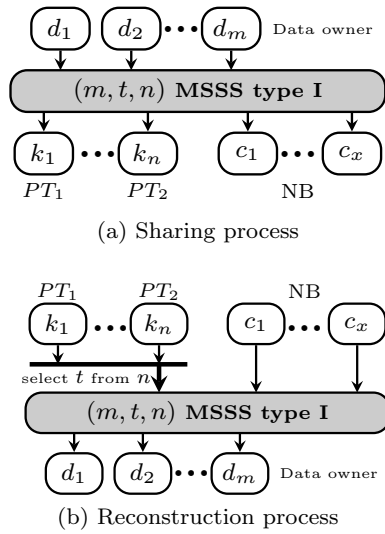 d₁ d₂ ••• dₘ Data owner
(m, t, n) MSSS type I
k₁ ••• kₙ c₁ ••• cₓ
PT₁ PT₂ NB
(a) Sharing process
PT₁ PT₂ NB
k₁ ••• kₙ c₁ ••• cₓ
select t from n
(m, t, n) MSSS type I
d₁ d₂ ••• dₘ Data owner
(b) Reconstruction process